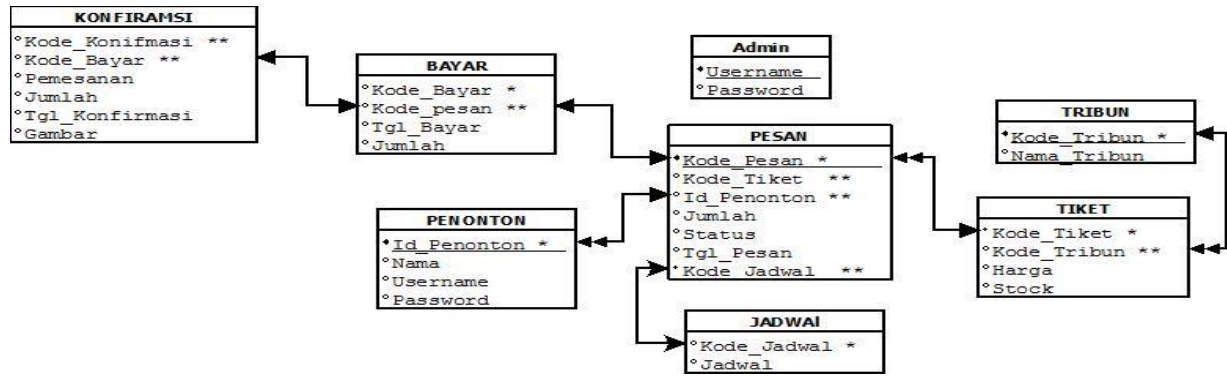 KONFIRAMSI
Kode_Konifmasi **
Kode_Bayar **
Pemesanan
Jumlah
Tgl_Konfirmasi
Gambar
BAYAR
Kode_Bayar *
Kode_pesan **
Tgl_Bayar
Jumlah
Admin
Username
Password
PESAN
Kode_Pesan *
Kode_Tiket **
Id_Penonton **
Jumlah
Status
Tgl_Pesan
Kode_Jadwal **
TRIBUN
Kode_Tribun *
Nama_Tribun
TIKET
Kode_Tiket *
Kode_Tribun **
Harga
Stock
PENONTON
Id_Penonton *
Nama
Username
Password
JADWAl
Kode_Jadwal *
Jadwal